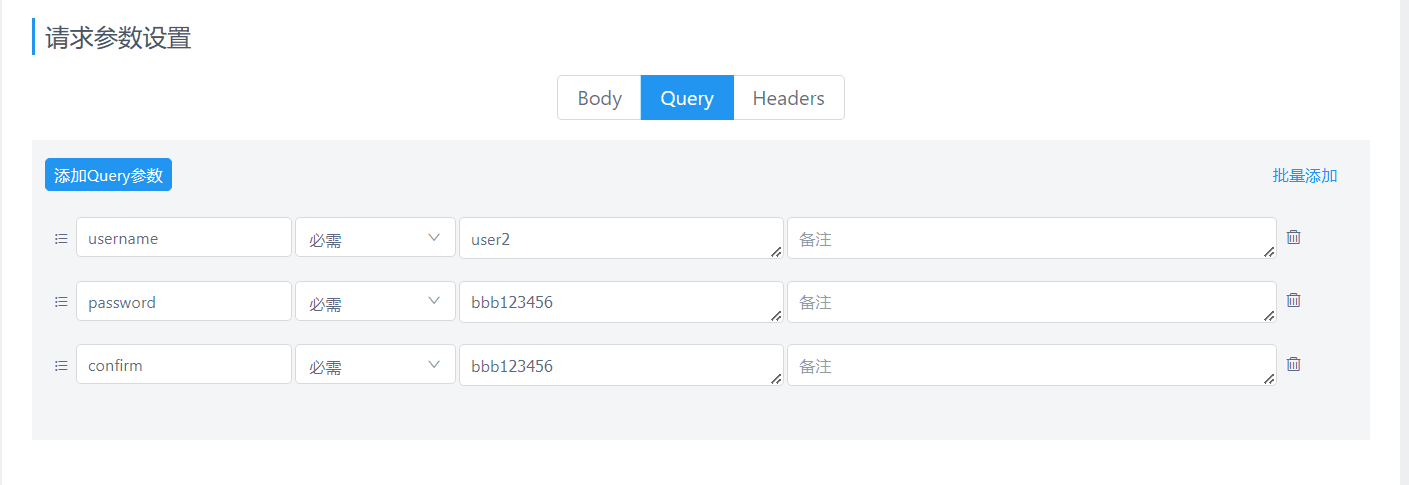 请求参数设置
Body Query Headers
添加Query参数 批量添加
username 必需 user2 备注
password 必需 bbb123456 备注
confirm 必需 bbb123456 备注